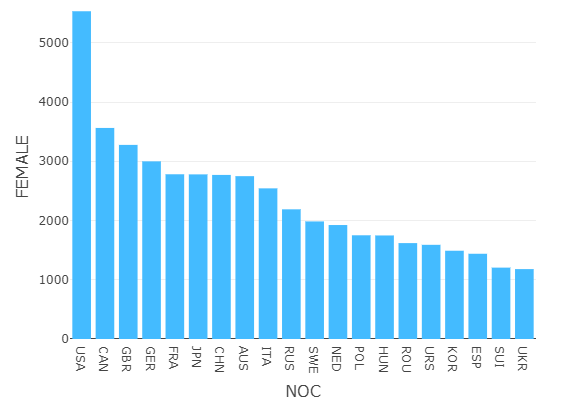 5000
4000
3000
2000
1000
0
FEMALE
USA CAN GBR GER FRA JPN CHN AUS ITA RUS SWE NED POL HUN ROU URS KOR ESP SUI UKR
NOC